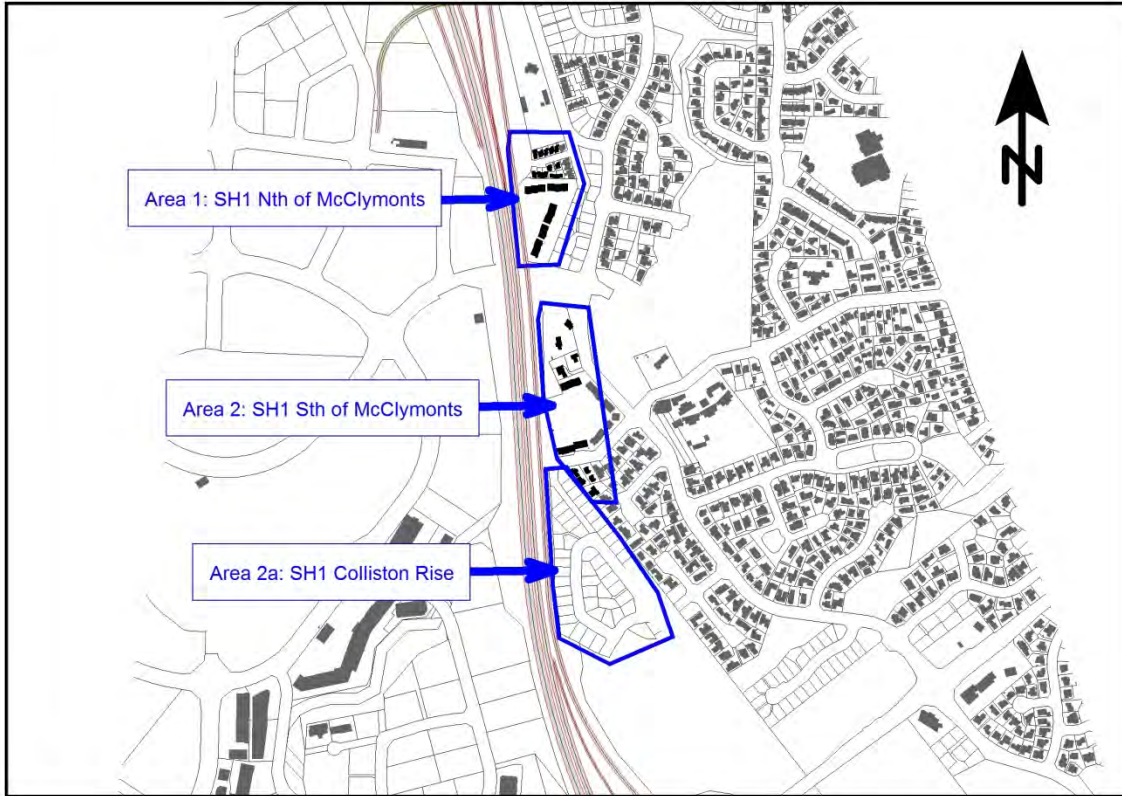 Area 1: SH1 Nth of McClymonts
Area 2: SH1 Sth of McClymonts
Area 2a: SH1 Colliston Rise
N